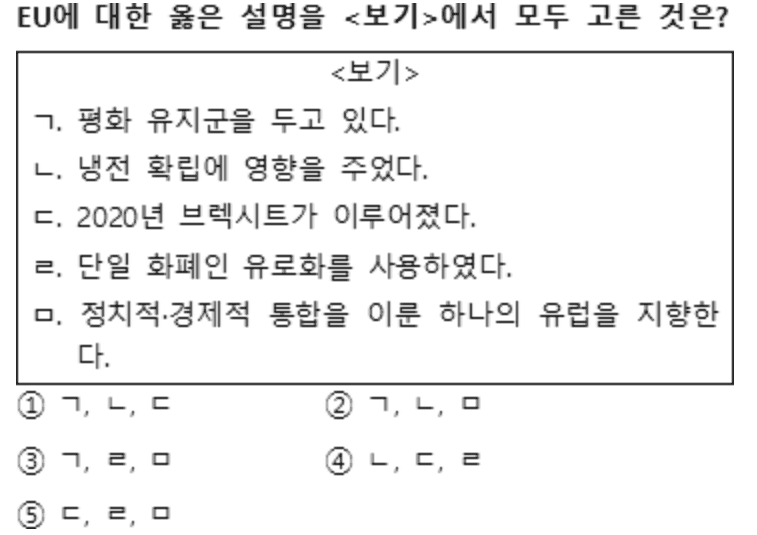 EU에 대한 옳은 설명을 <보기>에서 모두 고른 것은?
<보기>
ㄱ. 평화 유지군을 두고 있다.
ㄴ. 냉전 확립에 영향을 주었다.
ㄷ. 2020년 브렉시트가 이루어졌다.
ㄹ. 단일 화폐인 유로화를 사용하였다.
ㅁ. 정치적·경제적 통합을 이룬 하나의 유럽을 지향한
다.
① ㄱ, ㄴ, ㄷ ② ㄱ, ㄴ, ㅁ
③ ㄱ, ㄹ, ㅁ ④ ㄴ, ㄷ, ㄹ
⑤ ㄷ, ㄹ, ㅁ